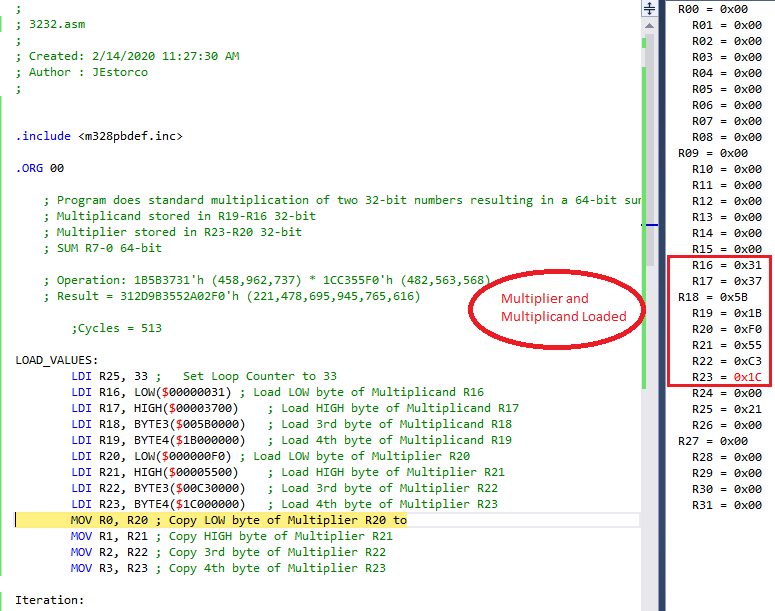 ;
; 3232.asm
;
; Created: 2/14/2020 11:27:30 AM
; Author : JEstorco
;
.include <m328pbdef.inc>
.ORG 00
; Program does standard multiplication of two 32-bit numbers resulting in a 64-bit sum
; Multiplicand stored in R19-R16 32-bit
; Multiplier stored in R23-R20 32-bit
; SUM R7-0 64-bit
; Operation: 1B5B3731'h (458,962,737) * 1CC355F0'h (482,563,568)
; Result = 312D9B3552A02F0'h (221,478,695,945,765,616)
;Cycles = 513
LOAD_VALUES:
LDI R25, 33 ;   Set Loop Counter to 33
LDI R16, LOW($00000031) ; Load LOW byte of Multiplicand R16
LDI R17, HIGH($00003700)    ; Load HIGH byte of Multiplicand R17
LDI R18, BYTE3($005B0000)   ; Load 3rd byte of Multiplicand R18
LDI R19, BYTE4($1B000000)   ; Load 4th byte of Multiplicand R19
LDI R20, LOW($000000F0) ; Load LOW byte of Multiplier R20
LDI R21, HIGH($00005500)    ; Load HIGH byte of Multiplier R21
LDI R22, BYTE3($00C30000)   ; Load 3rd byte of Multiplier R22
LDI R23, BYTE4($1C000000)   ; Load 4th byte of Multiplier R23
MOV R0, R20 ; Copy LOW byte of Multiplier R20 to
MOV R1, R21 ; Copy HIGH byte of Multiplier R21
MOV R2, R22 ; Copy 3rd byte of Multiplier R22
MOV R3, R23 ; Copy 4th byte of Multiplier R23
Iteration:
Multiplier and
Multiplicand Loaded
R00 = 0x00
R01 = 0x00
R02 = 0x00
R03 = 0x00
R04 = 0x00
R05 = 0x00
R06 = 0x00
R07 = 0x00
R08 = 0x00
R09 = 0x00
R10 = 0x00
R11 = 0x00
R12 = 0x00
R13 = 0x00
R14 = 0x00
R15 = 0x00
R16 = 0x31
R17 = 0x37
R18 = 0x5B
R19 = 0x1B
R20 = 0xF0
R21 = 0x55
R22 = 0xC3
R23 = 0x1C
R24 = 0x00
R25 = 0x21
R26 = 0x00
R27 = 0x00
R28 = 0x00
R29 = 0x00
R30 = 0x00
R31 = 0x00